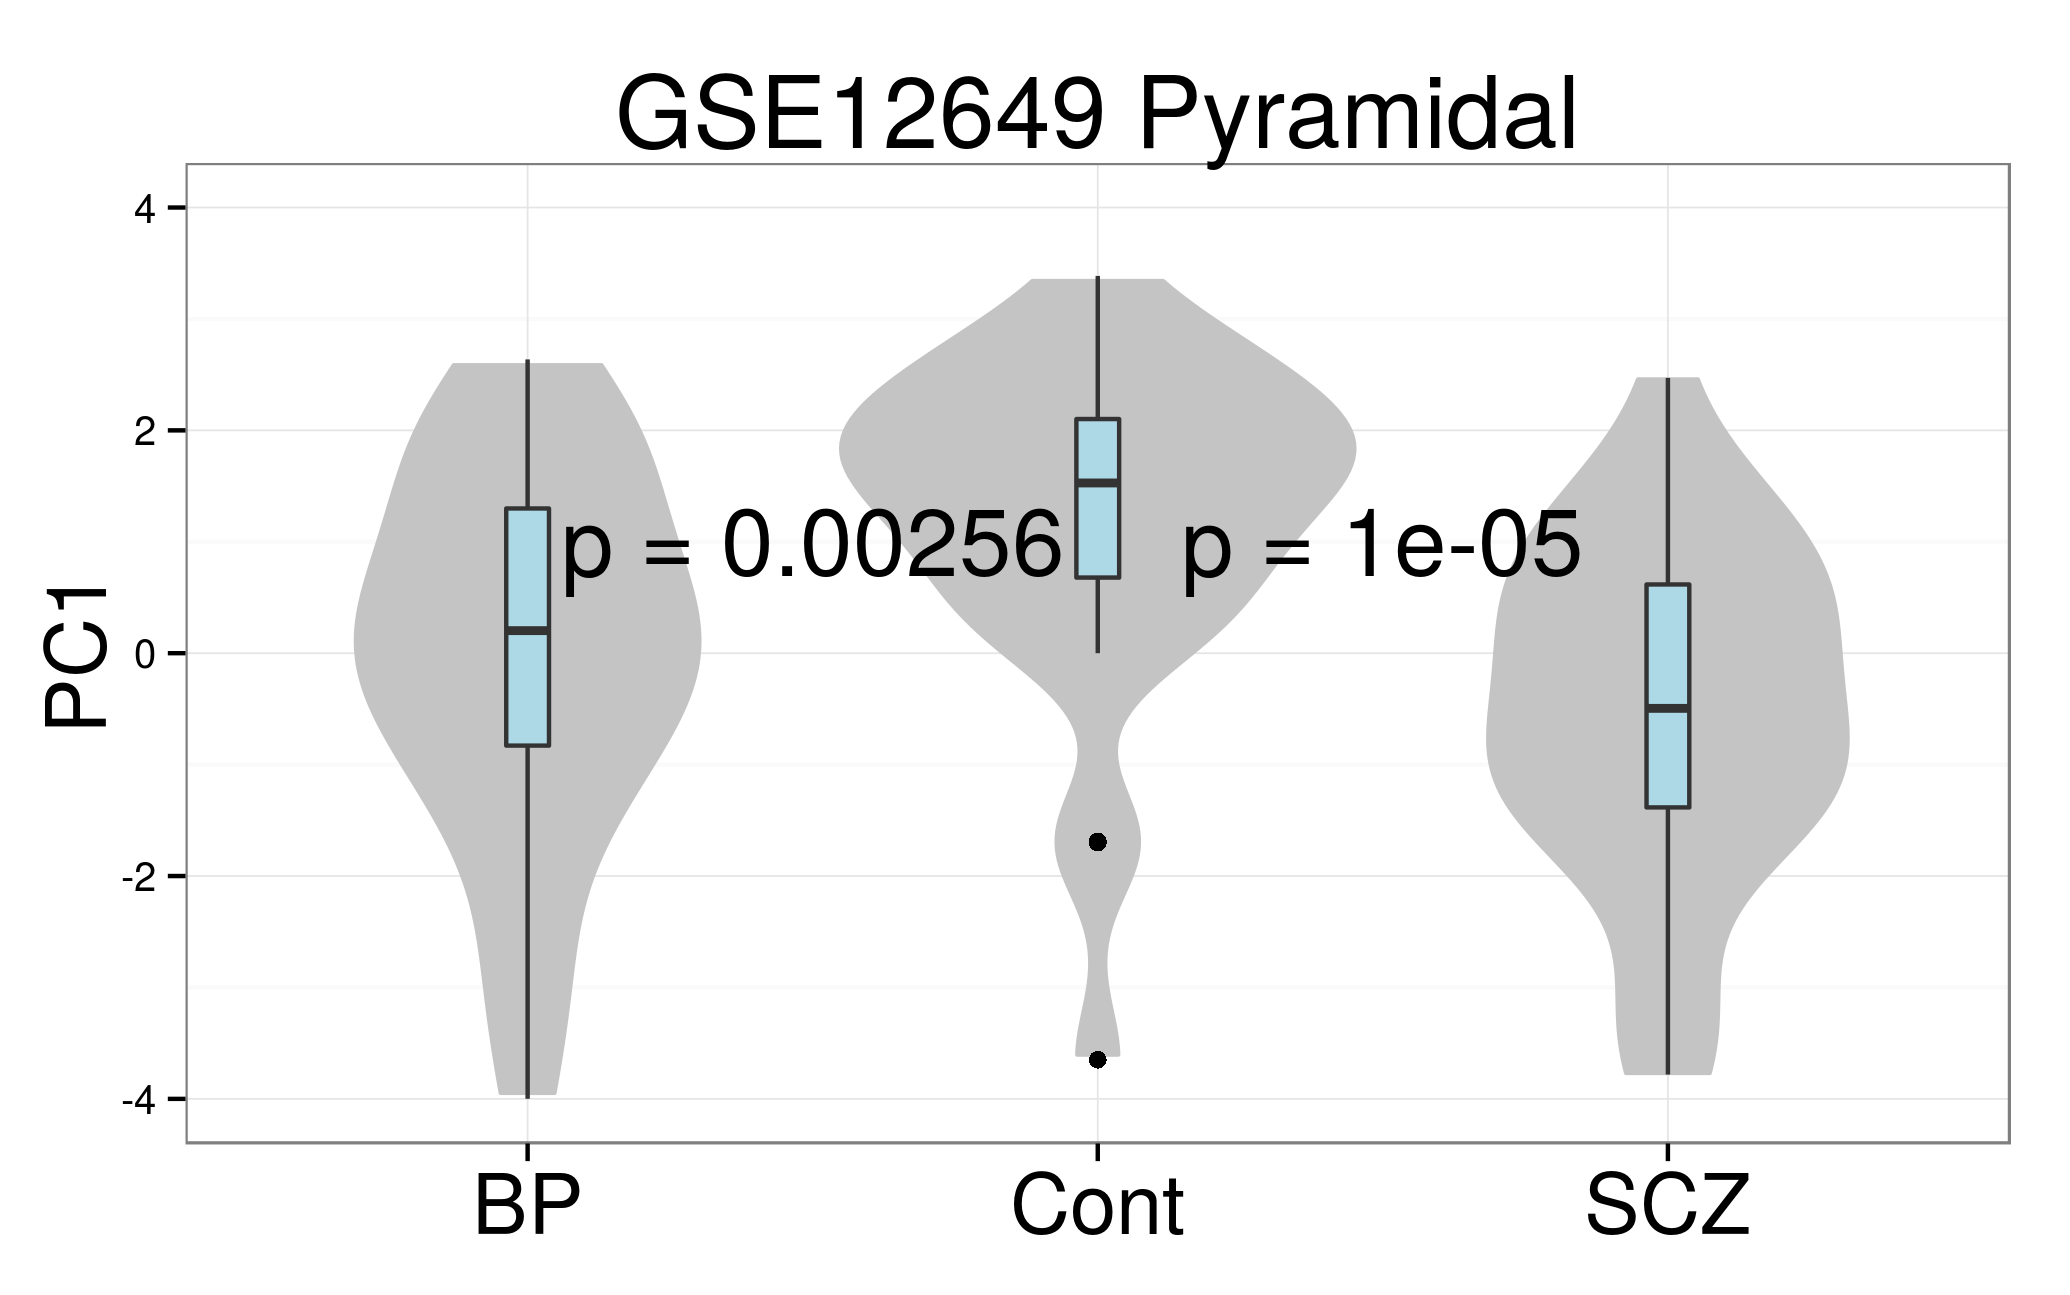 GSE12649 Pyramidal
PC1
4
2
0
-2
-4
p = 0.00256
p = 1e-05
BP
Cont
SCZ